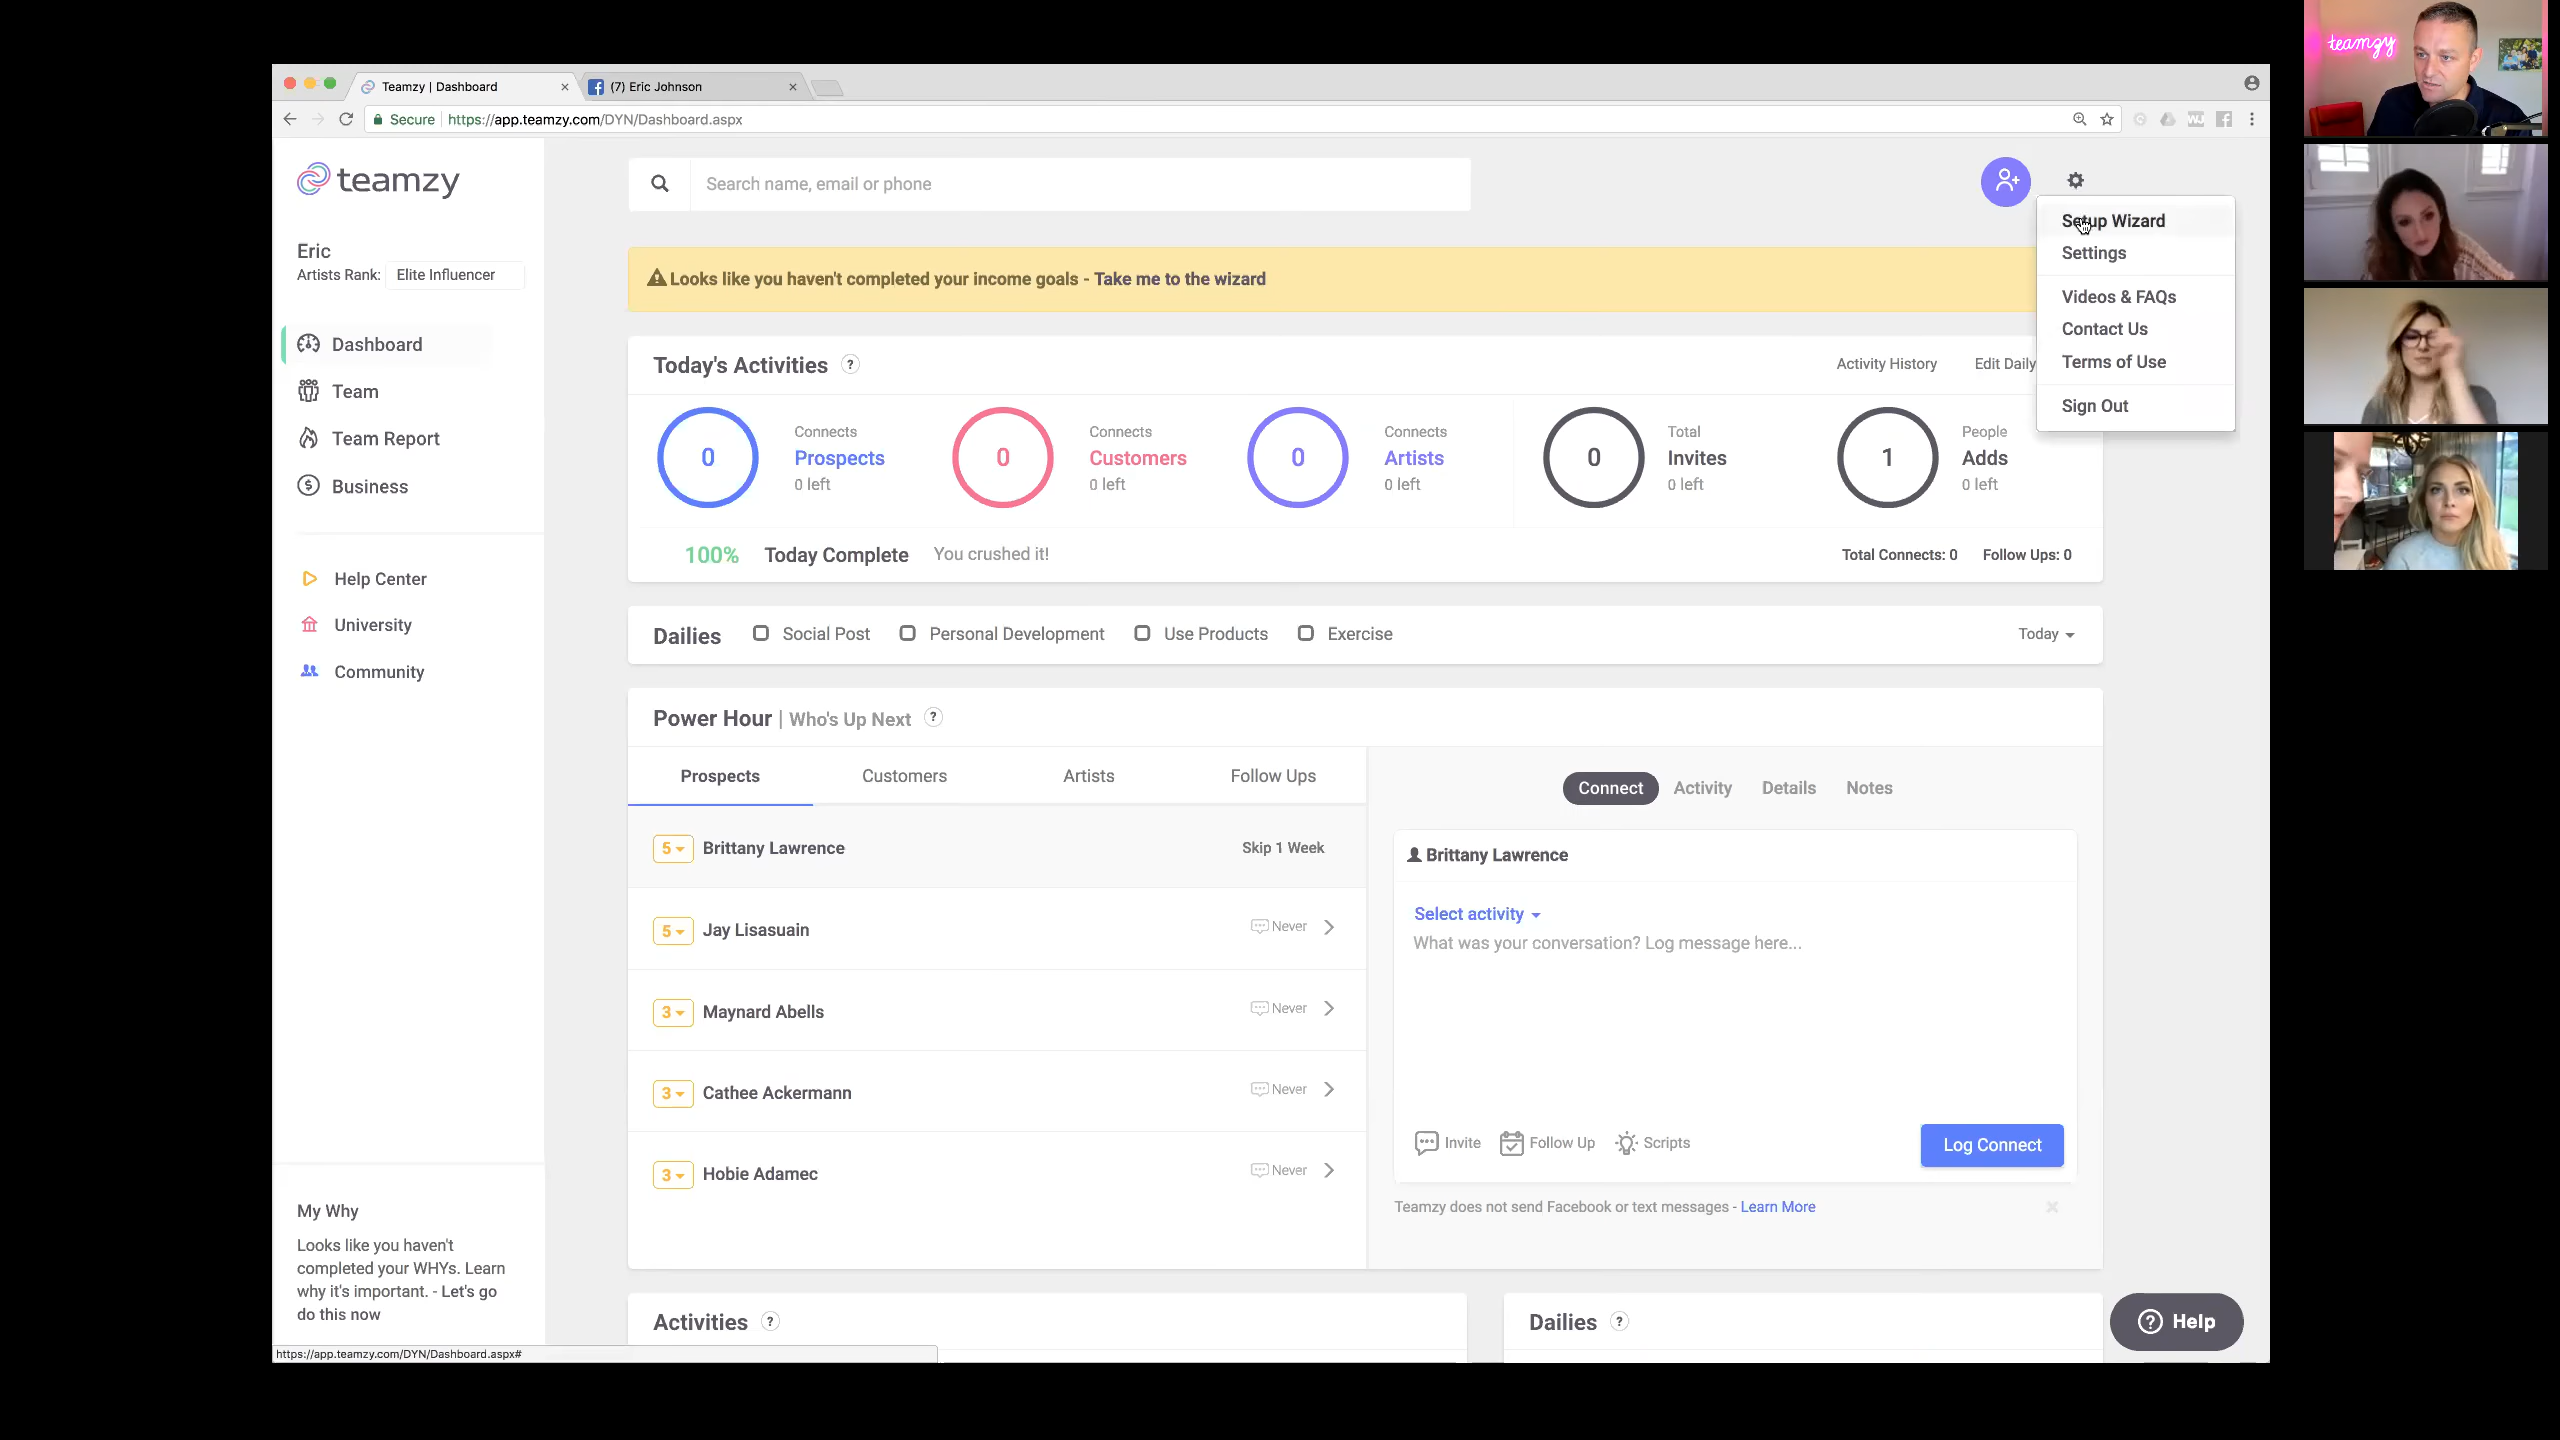 Teamzy | Dashboard
(7) Eric Johnson
Secure
https://app.teamzy.com/DYN/Dashboard.aspx
teamzy
teamzy
Search name, email or phone
Setup Wizard
Settings
Videos & FAQs
Contact Us
Terms of Use
Sign Out
Eric
Artists Rank: Elite Influencer
Dashboard
Team
Team Report
Business
Help Center
University
Community
Looks like you haven't completed your income goals - Take me to the wizard
Today's Activities ?
Activity History
Edit Daily
0
Connects
Prospects
0 left
0
Connects
Customers
0 left
0
Connects
Artists
0 left
0
Total
Invites
0 left
1
People
Adds
0 left
100% Today Complete You crushed it!
Total Connects: 0 Follow Ups: 0
Dailies
Social Post
Personal Development
Use Products
Exercise
Today
Power Hour | Who's Up Next ?
Prospects
Customers
Artists
Follow Ups
5 Brittany Lawrence Skip 1 Week
5 Jay Lisasuain Never
3 Maynard Abells Never
3 Cathee Ackermann Never
3 Hobie Adamec Never
Connect
Activity
Details
Notes
Brittany Lawrence
Select activity
What was your conversation? Log message here...
Invite
Follow Up
Scripts
Log Connect
Teamzy does not send Facebook or text messages - Learn More
My Why
Looks like you haven't
completed your WHYs. Learn
why it's important. - Let's go
do this now
Activities ?
Dailies ?
Help
https://app.teamzy.com/DYN/Dashboard.aspx#